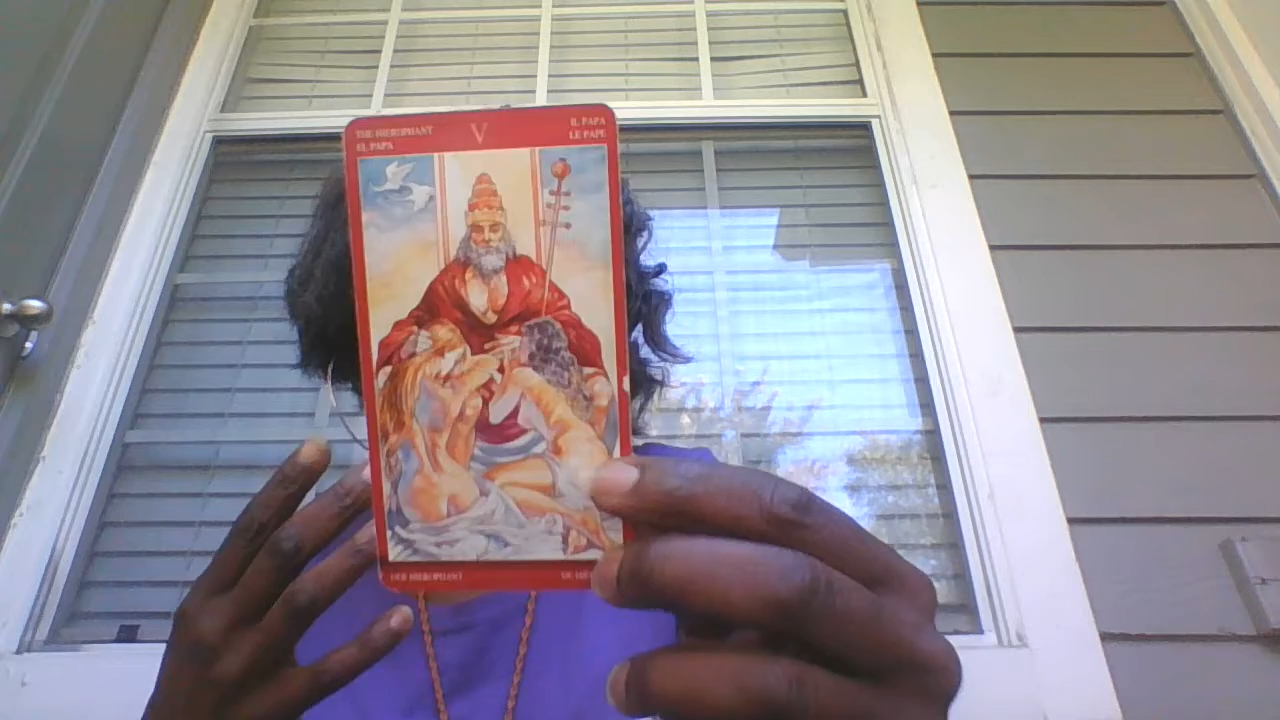 THE HIEROPHANT
EL PAPA
V
IL PAPA
LE PAPE
DER HIEROPHANT